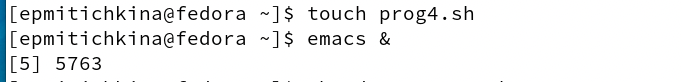 [epmitichkina@fedora ~]$ touch prog4.sh
[epmitichkina@fedora ~]$ emacs &
[5] 5763